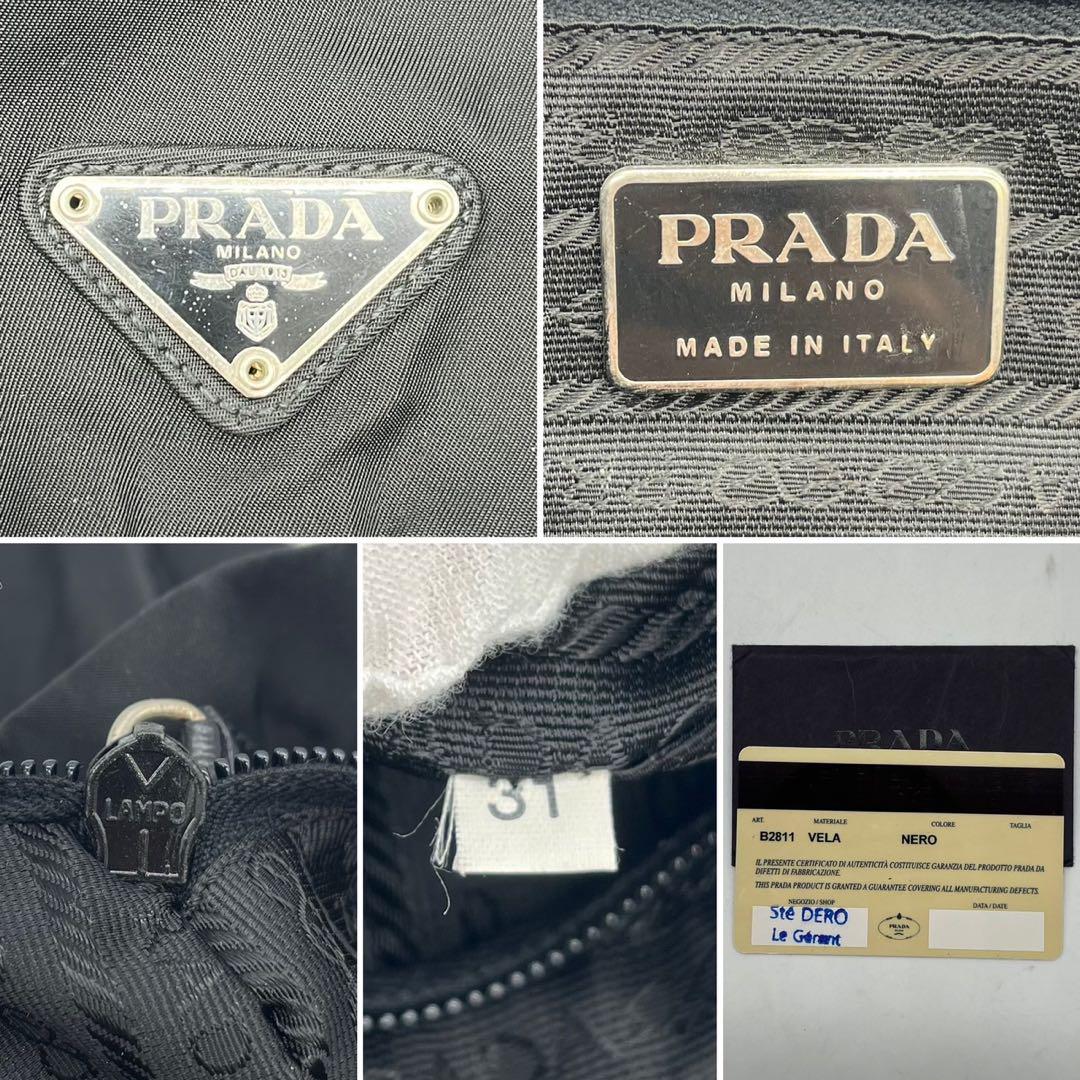 PRADA
MILANO
DAL 1913
PRADA
MILANO
MADE IN ITALY
LAMPO
31
PRADA
ART. MATERIALE COLORE TAGLIA
B2811 VELA NERO
IL PRESENTE CERTIFICATO DI AUTENTICITÀ COSTITUISCE GARANZIA DEL PRODOTTO PRADA DA
DIFETTI DI FABBRICAZIONE.
THIS PRADA PRODUCT IS GRANTED A GUARANTEE COVERING ALL MANUFACTURING DEFECTS.
NEGOZIO / SHOP DATA / DATE
Sté DERO
Le Gérant
PRADA